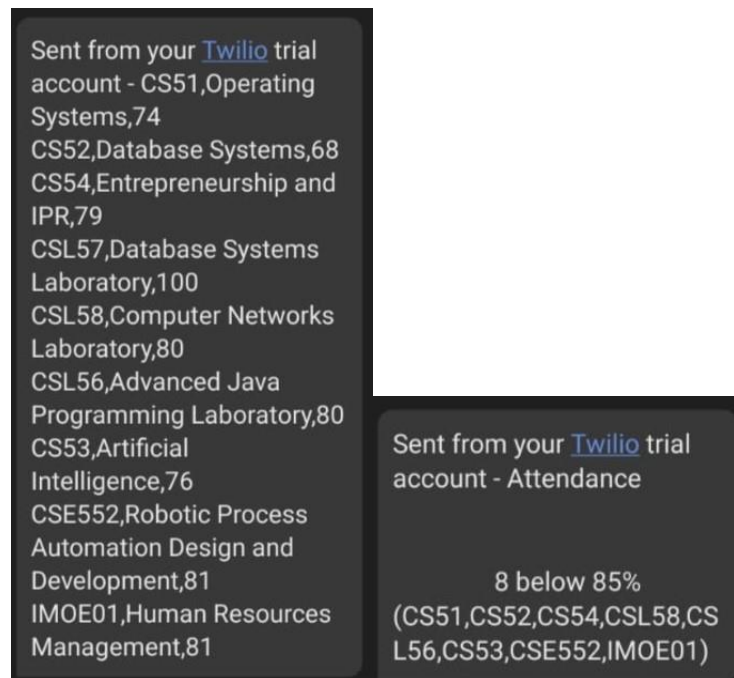 Sent from your Twilio trial
account - CS51,Operating
Systems,74
CS52,Database Systems,68
CS54,Entrepreneurship and
IPR,79
CSL57,Database Systems
Laboratory,100
CSL58,Computer Networks
Laboratory,80
CSL56,Advanced Java
Programming Laboratory,80
CS53,Artificial
Intelligence,76
CSE552,Robotic Process
Automation Design and
Development,81
IMOE01,Human Resources
Management,81
Sent from your Twilio trial
account - Attendance
8 below 85%
(CS51,CS52,CS54,CSL58,CS
L56,CS53,CSE552,IMOE01)